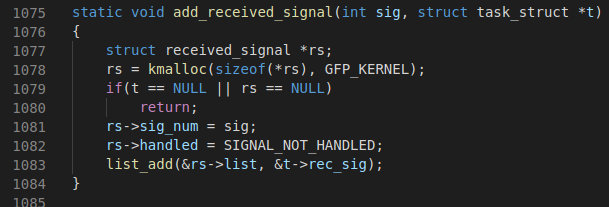 1075 static void add_received_signal(int sig, struct task_struct *t)
1076 {
1077     struct received_signal *rs;
1078     rs = kmalloc(sizeof(*rs), GFP_KERNEL);
1079     if(t == NULL || rs == NULL)
1080         return;
1081     rs->sig_num = sig;
1082     rs->handled = SIGNAL_NOT_HANDLED;
1083     list_add(&rs->list, &t->rec_sig);
1084 }
1085